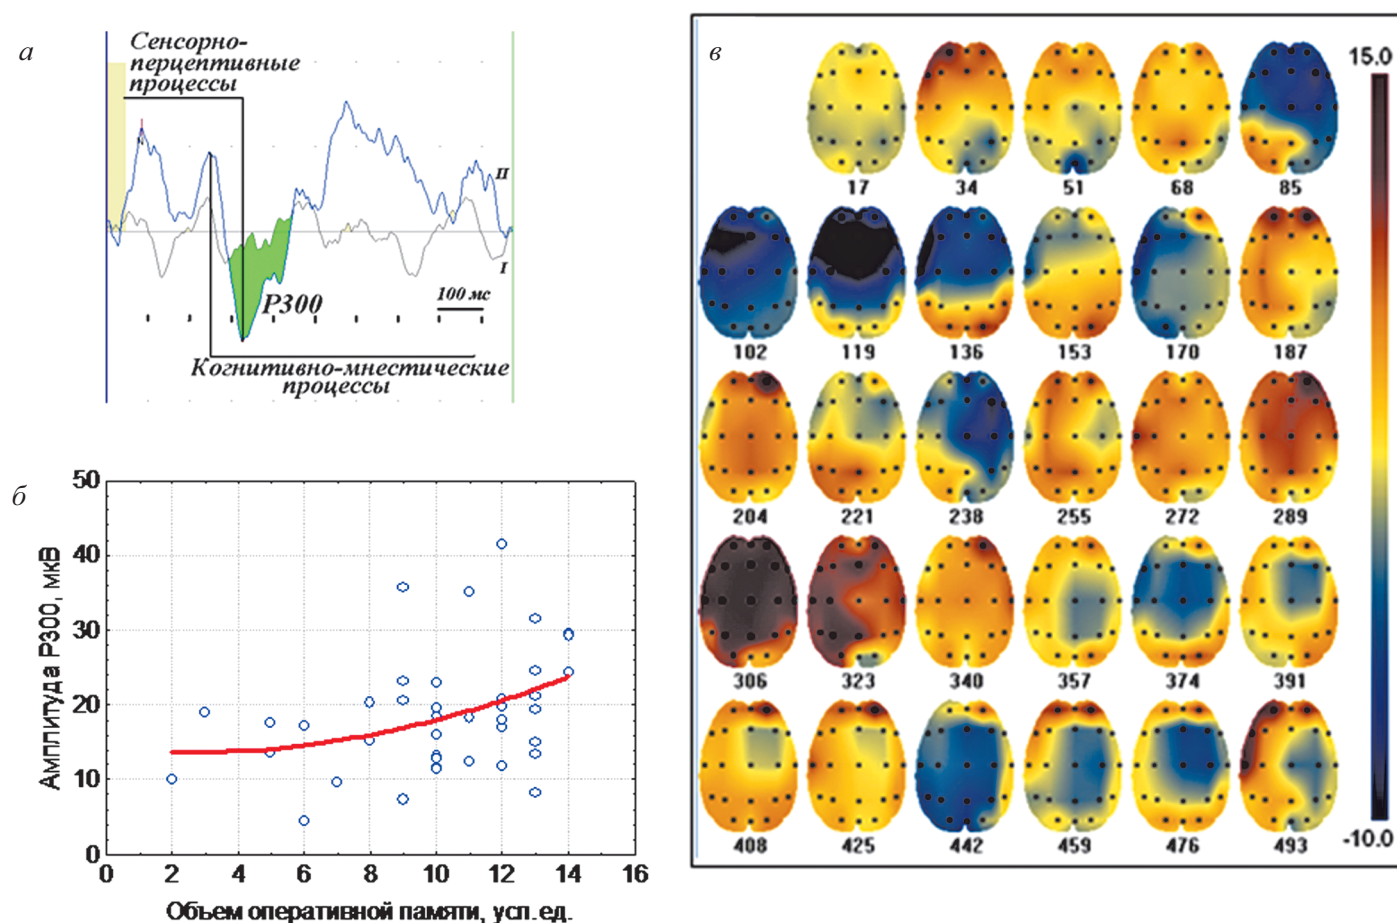 а
Сенсорно-
перцептивные
процессы
II
I
P300
100 мс
Когнитивно-мнестические
процессы
б
50
40
30
20
10
0
Амплитуда P300, мкВ
0 2 4 6 8 10 12 14 16
Объем оперативной памяти, усл.ед.
в
15.0
17 34 51 68 85
102 119 136 153 170 187
204 221 238 255 272 289
306 323 340 357 374 391
408 425 442 459 476 493
-10.0